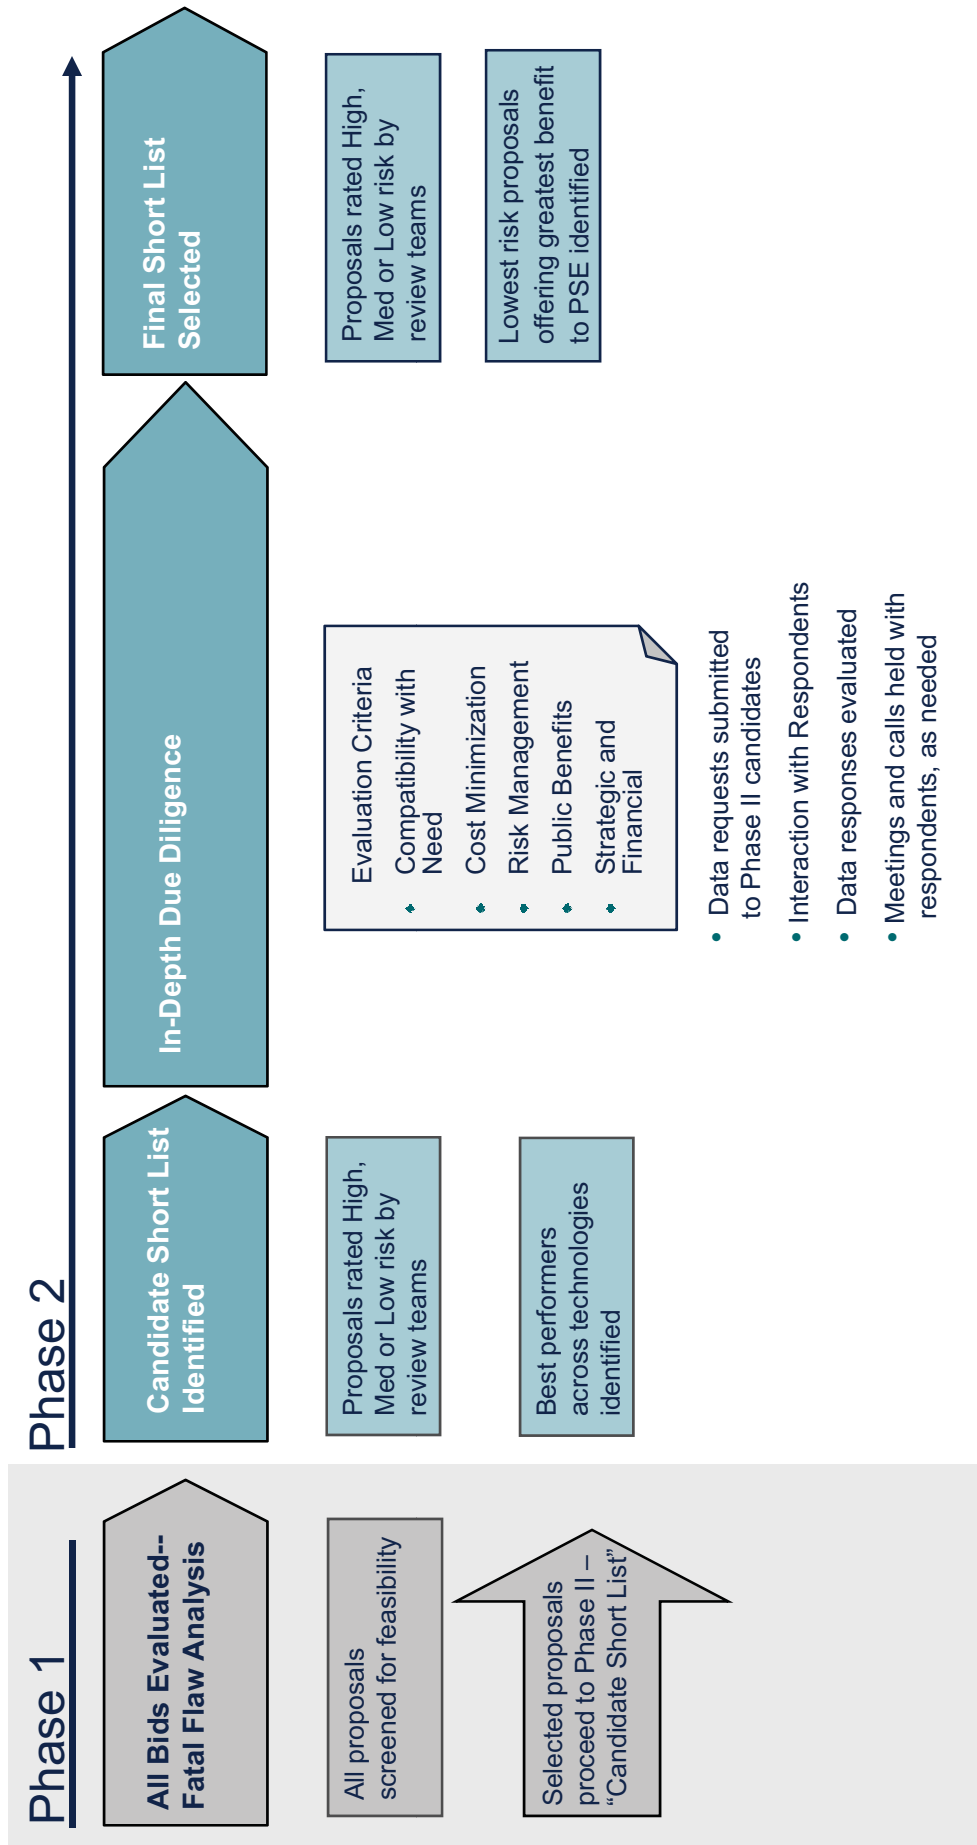 Phase 1
All Bids Evaluated--
Fatal Flaw Analysis
All proposals
screened for feasibility
Selected proposals
proceed to Phase II –
“Candidate Short List”
Phase 2
Candidate Short List
Identified
Proposals rated High,
Med or Low risk by
review teams
Best performers
across technologies
identified
In-Depth Due Diligence
Evaluation Criteria
• Compatibility with
Need
• Cost Minimization
• Risk Management
• Public Benefits
• Strategic and
Financial
• Data requests submitted
to Phase II candidates
• Interaction with Respondents
• Data responses evaluated
• Meetings and calls held with
respondents, as needed
Final Short List
Selected
Proposals rated High,
Med or Low risk by
review teams
Lowest risk proposals
offering greatest benefit
to PSE identified